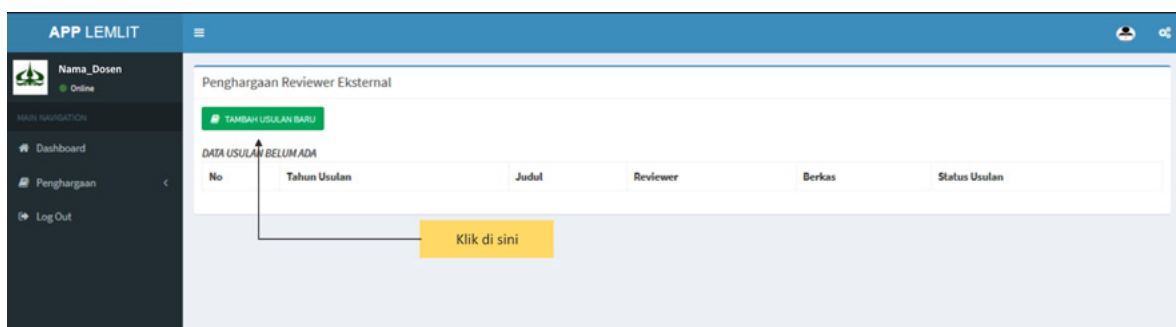 APP LEMLIT
Nama_Dosen
Online
MAIN NAVIGATION
Dashboard
Penghargaan
Log Out
Penghargaan Reviewer Eksternal
TAMBAH USULAN BARU
DATA USULAN BELUM ADA
No Tahun Usulan Judul Reviewer Berkas Status Usulan
Klik di sini